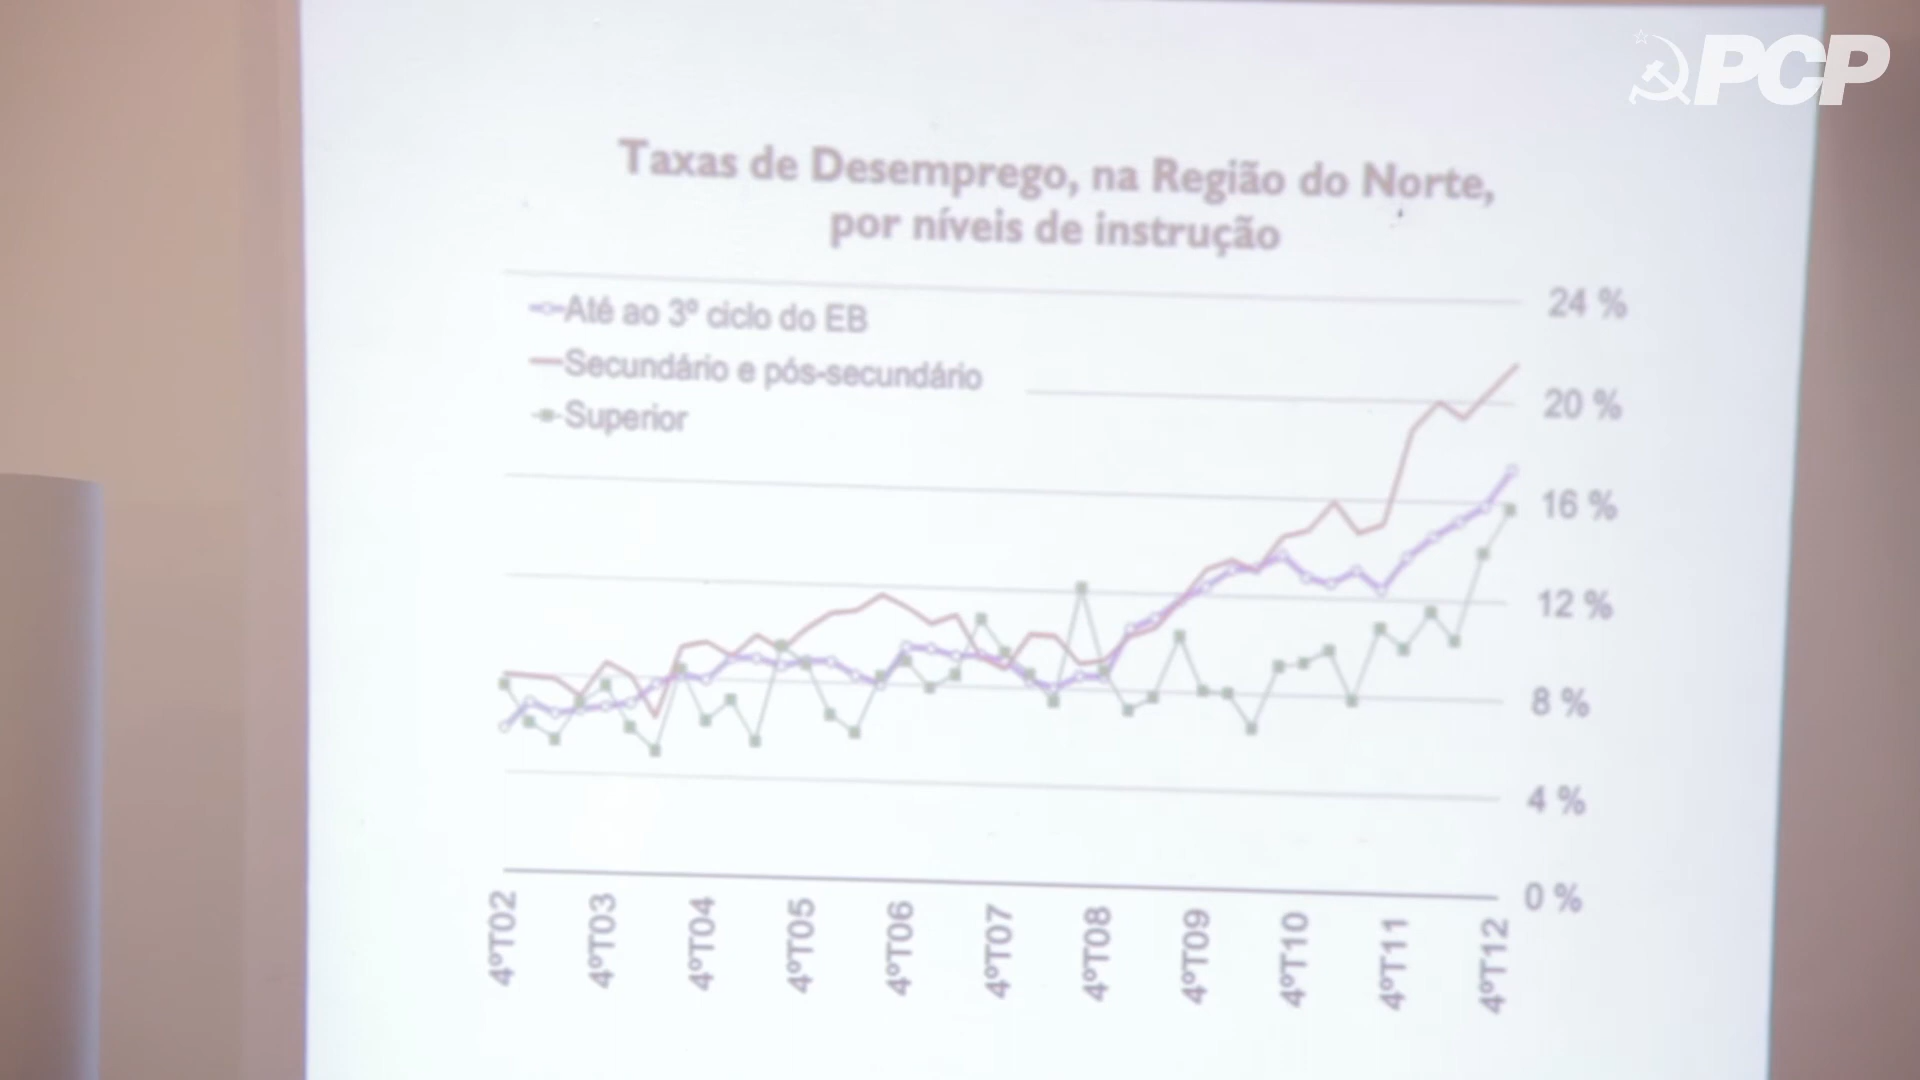 PCP
Taxas de Desemprego, na Região do Norte,
por níveis de instrução
Até ao 3º ciclo do EB
Secundário e pós-secundário
Superior
24 %
20 %
16 %
12 %
8 %
4 %
0 %
4ºT02
4ºT03
4ºT04
4ºT05
4ºT06
4ºT07
4ºT08
4ºT09
4ºT10
4ºT11
4ºT12